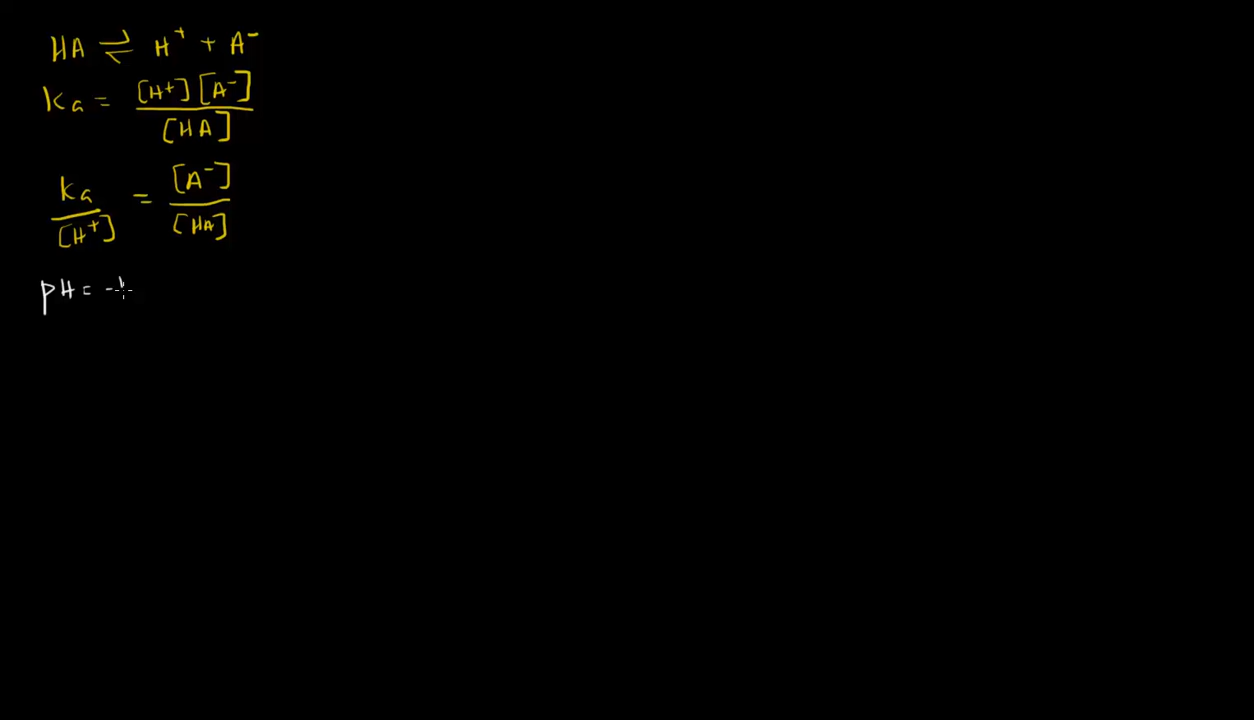 HA ⇌ H⁺ + A⁻
Ka = [H⁺][A⁻] / [HA]
Ka / [H⁺] = [A⁻] / [HA]
pH = -